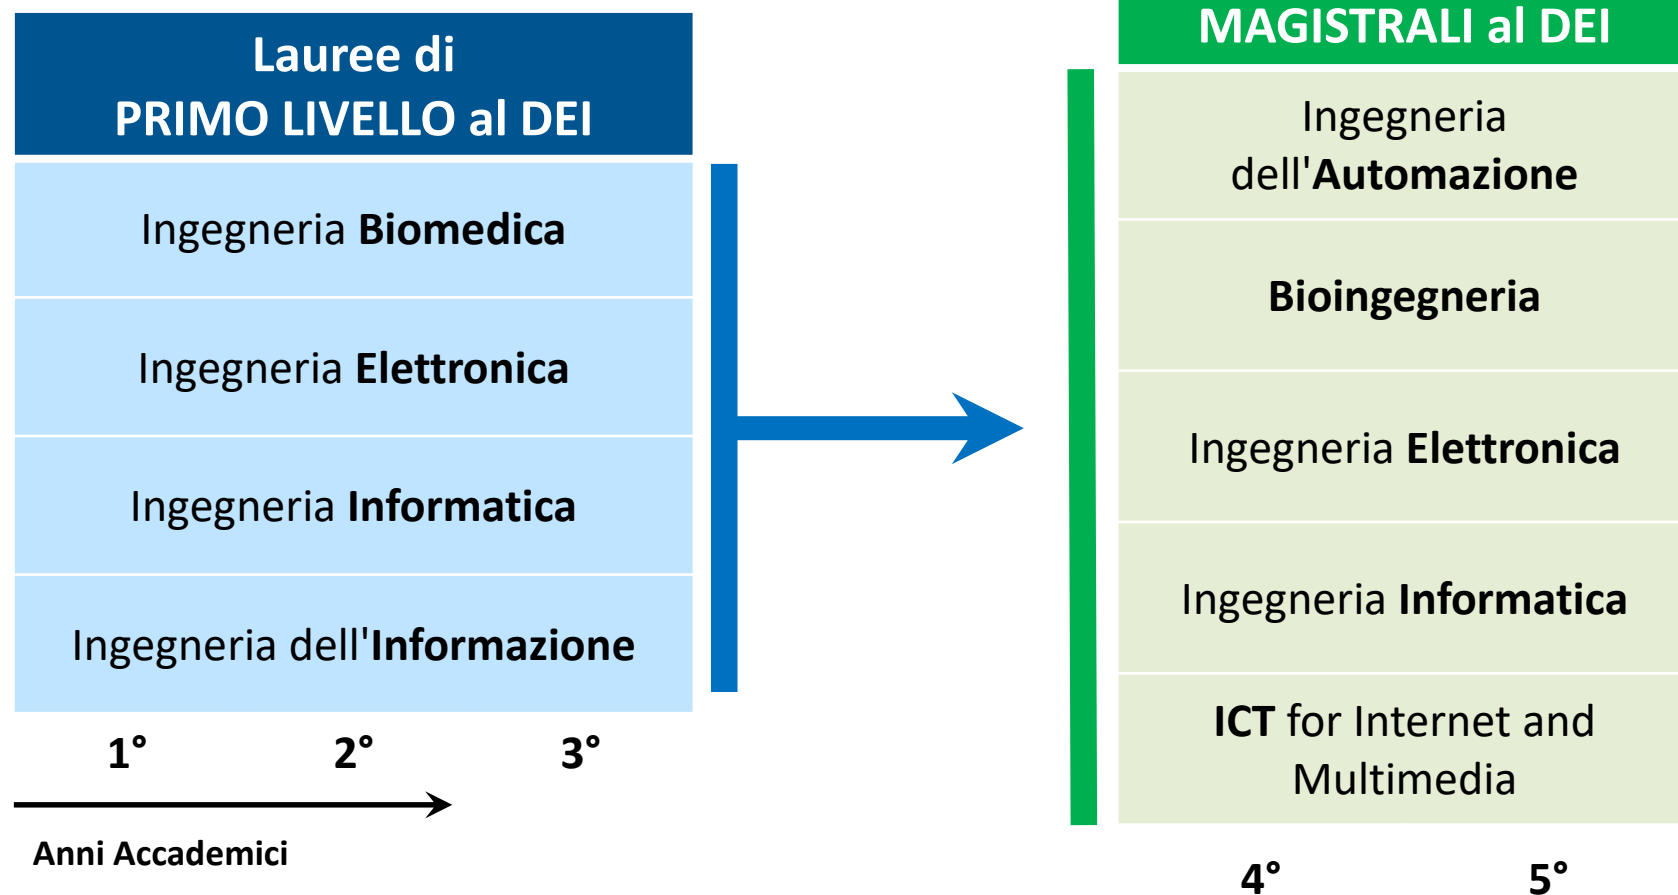 Lauree di
PRIMO LIVELLO al DEI
Ingegneria Biomedica
Ingegneria Elettronica
Ingegneria Informatica
Ingegneria dell'Informazione
1° 2° 3°
Anni Accademici
MAGISTRALI al DEI
Ingegneria
dell'Automazione
Bioingegneria
Ingegneria Elettronica
Ingegneria Informatica
ICT for Internet and
Multimedia
4° 5°